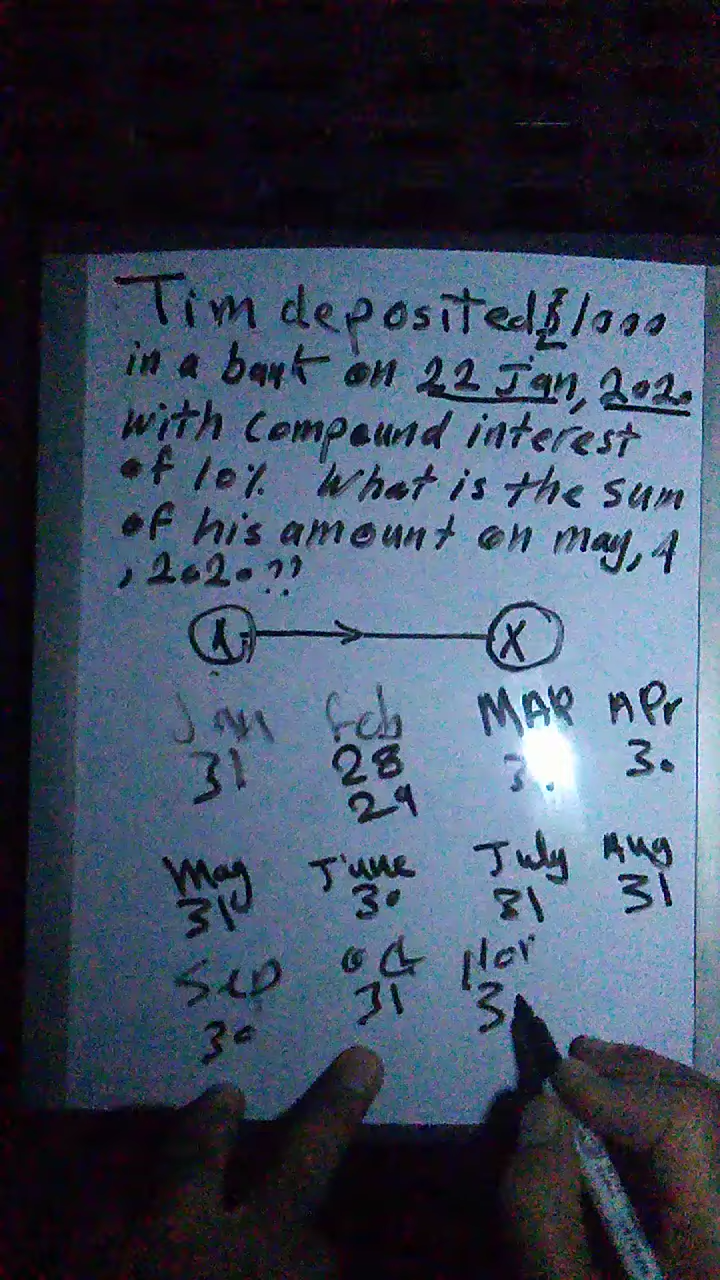 Tim deposited $1000
in a bank on 22 Jan, 2020
with compound interest
of 10% What is the sum
of his amount on may, 4
, 2020??
X
Jan Feb MAR APr
31 28 30
29
May June July Aug
31 30 31 31
Sep Oct Nov
30 31 3